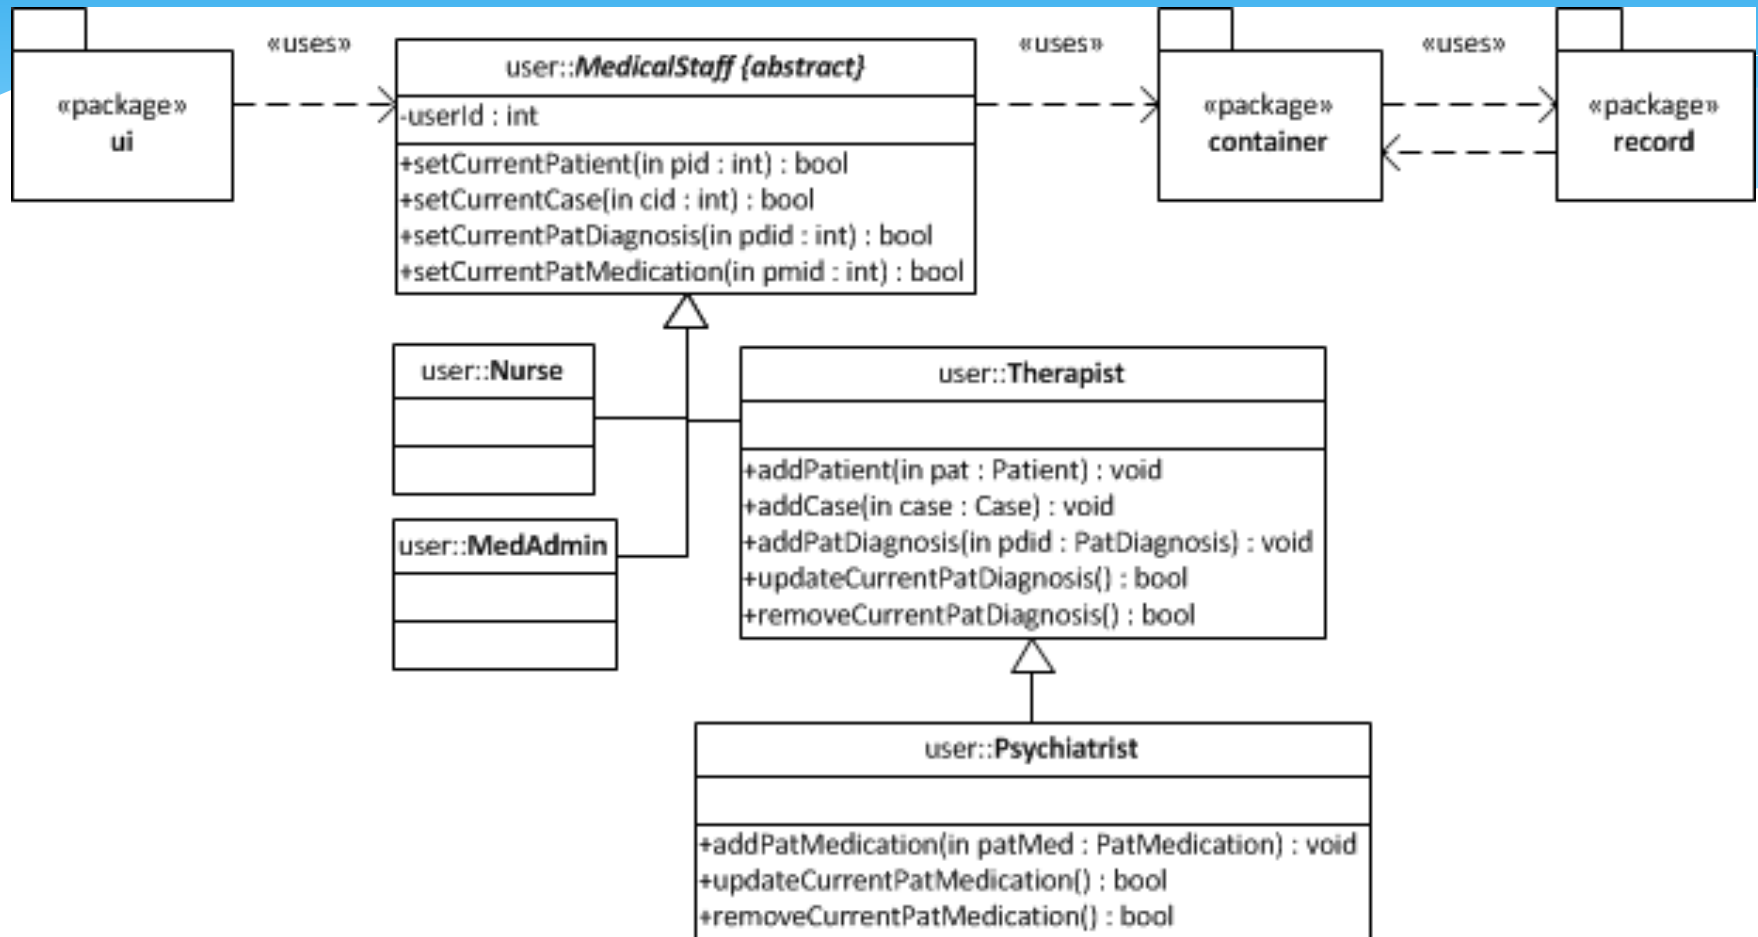 «uses»
«uses»
«uses»
«package»
ui
user::MedicalStaff {abstract}
-userId : int
+setCurrentPatient(in pid : int) : bool
+setCurrentCase(in cid : int) : bool
+setCurrentPatDiagnosis(in pdid : int) : bool
+setCurrentPatMedication(in pmid : int) : bool
«package»
container
«package»
record
user::Nurse
user::MedAdmin
user::Therapist
+addPatient(in pat : Patient) : void
+addCase(in case : Case) : void
+addPatDiagnosis(in pdid : PatDiagnosis) : void
+updateCurrentPatDiagnosis() : bool
+removeCurrentPatDiagnosis() : bool
user::Psychiatrist
+addPatMedication(in patMed : PatMedication) : void
+updateCurrentPatMedication() : bool
+removeCurrentPatMedication() : bool